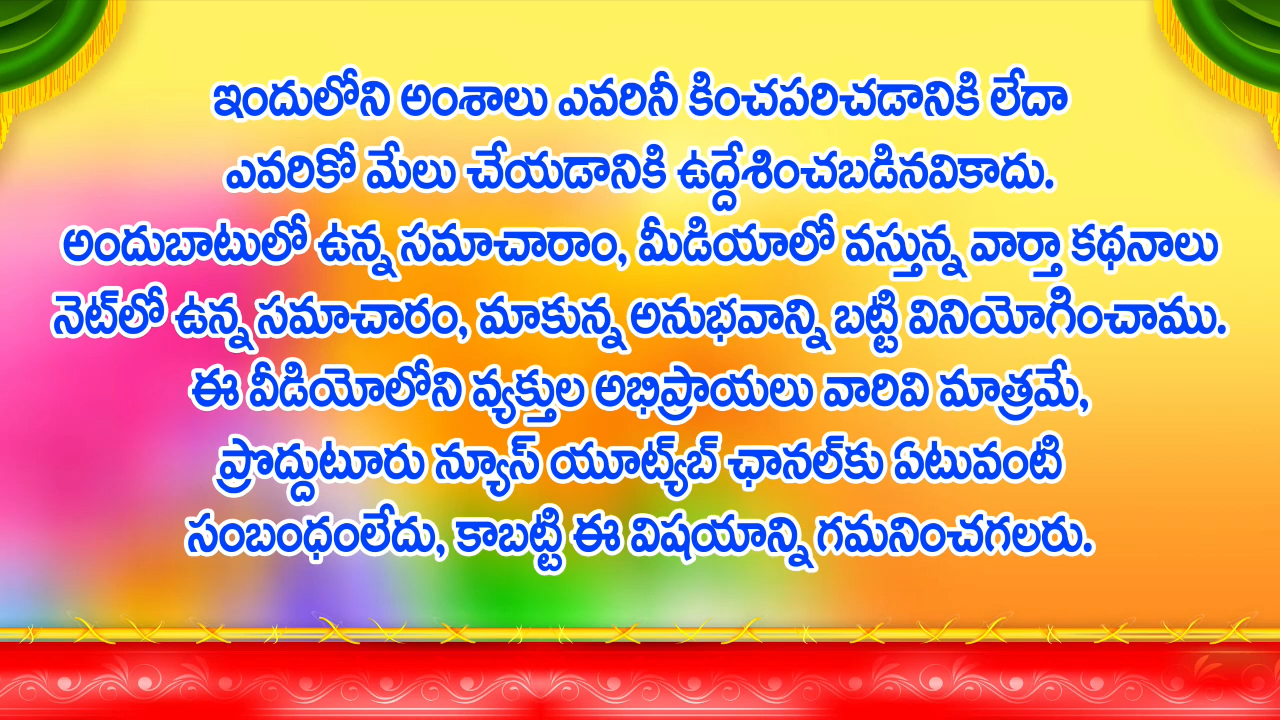 ఇందులోని అంశాలు ఎవరినీ కించపరిచడానికి లేదా
ఎవరికో మేలు చేయడానికి ఉద్దేశించబడినవికాదు.
అందుబాటులో ఉన్న సమాచారాం, మీడియాలో వస్తున్న వార్తా కథనాలు
నెట్‌లో ఉన్న సమాచారం, మాకున్న అనుభవాన్ని బట్టి వినియోగించాము.
ఈ వీడియోలోని వ్యక్తుల అభిప్రాయలు వారివి మాత్రమే,
ప్రొద్దుటూరు న్యూస్ యూట్యబ్ ఛానల్‌కు ఏటువంటి
సంబంధంలేదు, కాబట్టి ఈ విషయాన్ని గమనించగలరు.